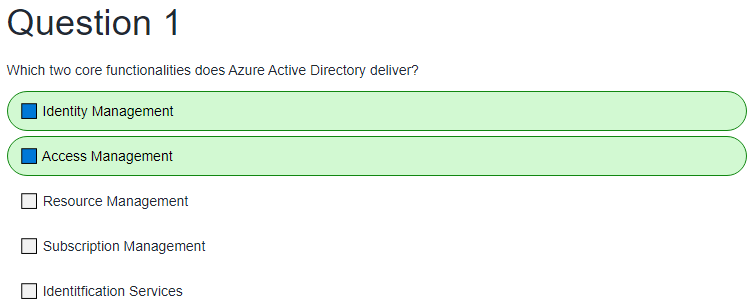 Question 1
Which two core functionalities does Azure Active Directory deliver?
Identity Management
Access Management
Resource Management
Subscription Management
Identitfication Services